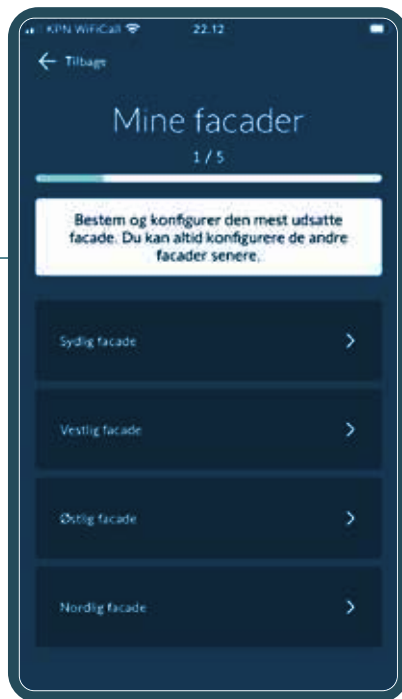 KPN WiFiCall 22.12
← Tilbage
Mine facader
1 / 5
Bestem og konfigurer den mest udsatte
facade. Du kan altid konfigurere de andre
facader senere.
Sydlig facade
Vestlig facade
Østlig facade
Nordlig facade